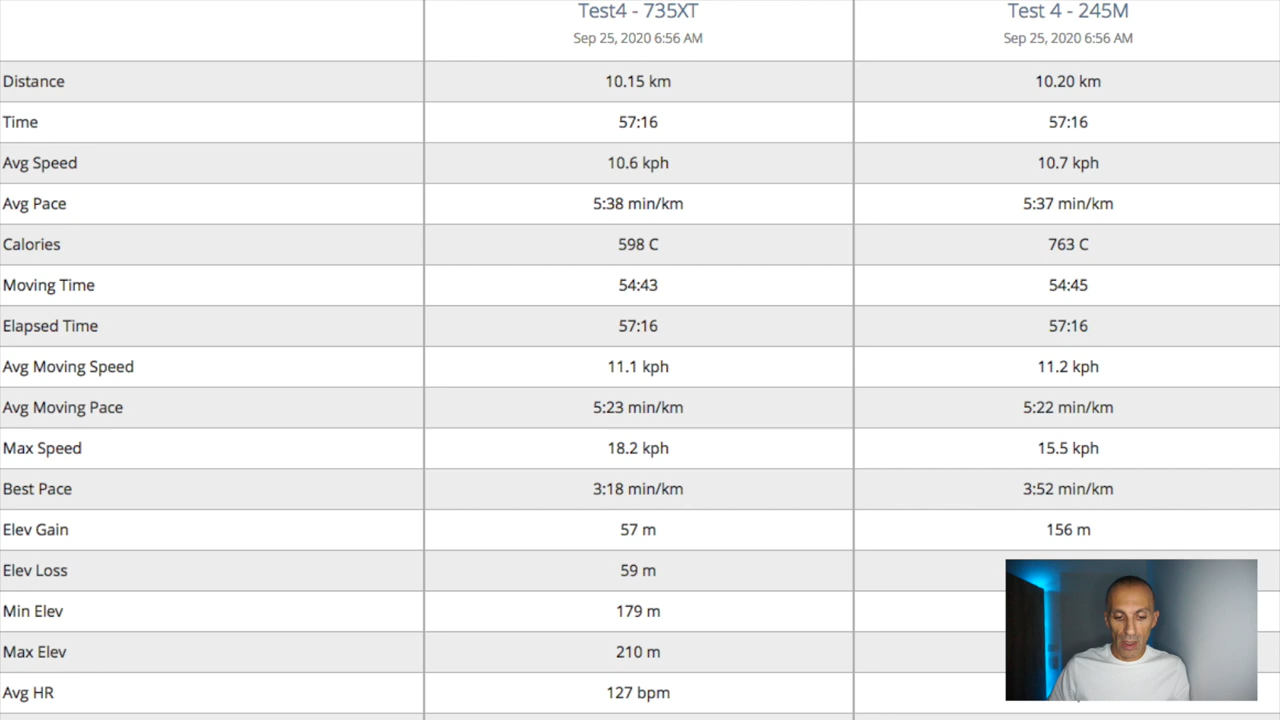 Test4 - 735XT Test 4 - 245M
Sep 25, 2020 6:56 AM Sep 25, 2020 6:56 AM
Distance 10.15 km 10.20 km
Time 57:16 57:16
Avg Speed 10.6 kph 10.7 kph
Avg Pace 5:38 min/km 5:37 min/km
Calories 598 C 763 C
Moving Time 54:43 54:45
Elapsed Time 57:16 57:16
Avg Moving Speed 11.1 kph 11.2 kph
Avg Moving Pace 5:23 min/km 5:22 min/km
Max Speed 18.2 kph 15.5 kph
Best Pace 3:18 min/km 3:52 min/km
Elev Gain 57 m 156 m
Elev Loss 59 m
Min Elev 179 m
Max Elev 210 m
Avg HR 127 bpm